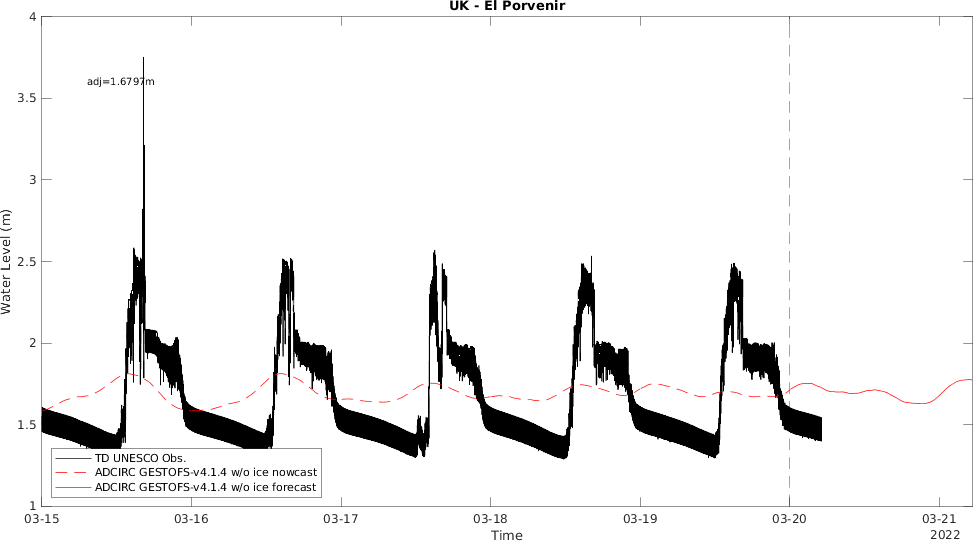 UK - El Porvenir
4
adj=1.6797m
3.5
3
2.5
2
1.5
1
Water Level (m)
TD UNESCO Obs.
ADCIRC GESTOFS-v4.1.4 w/o ice nowcast
ADCIRC GESTOFS-v4.1.4 w/o ice forecast
03-15 03-16 03-17 03-18 03-19 03-20 03-21
Time 2022